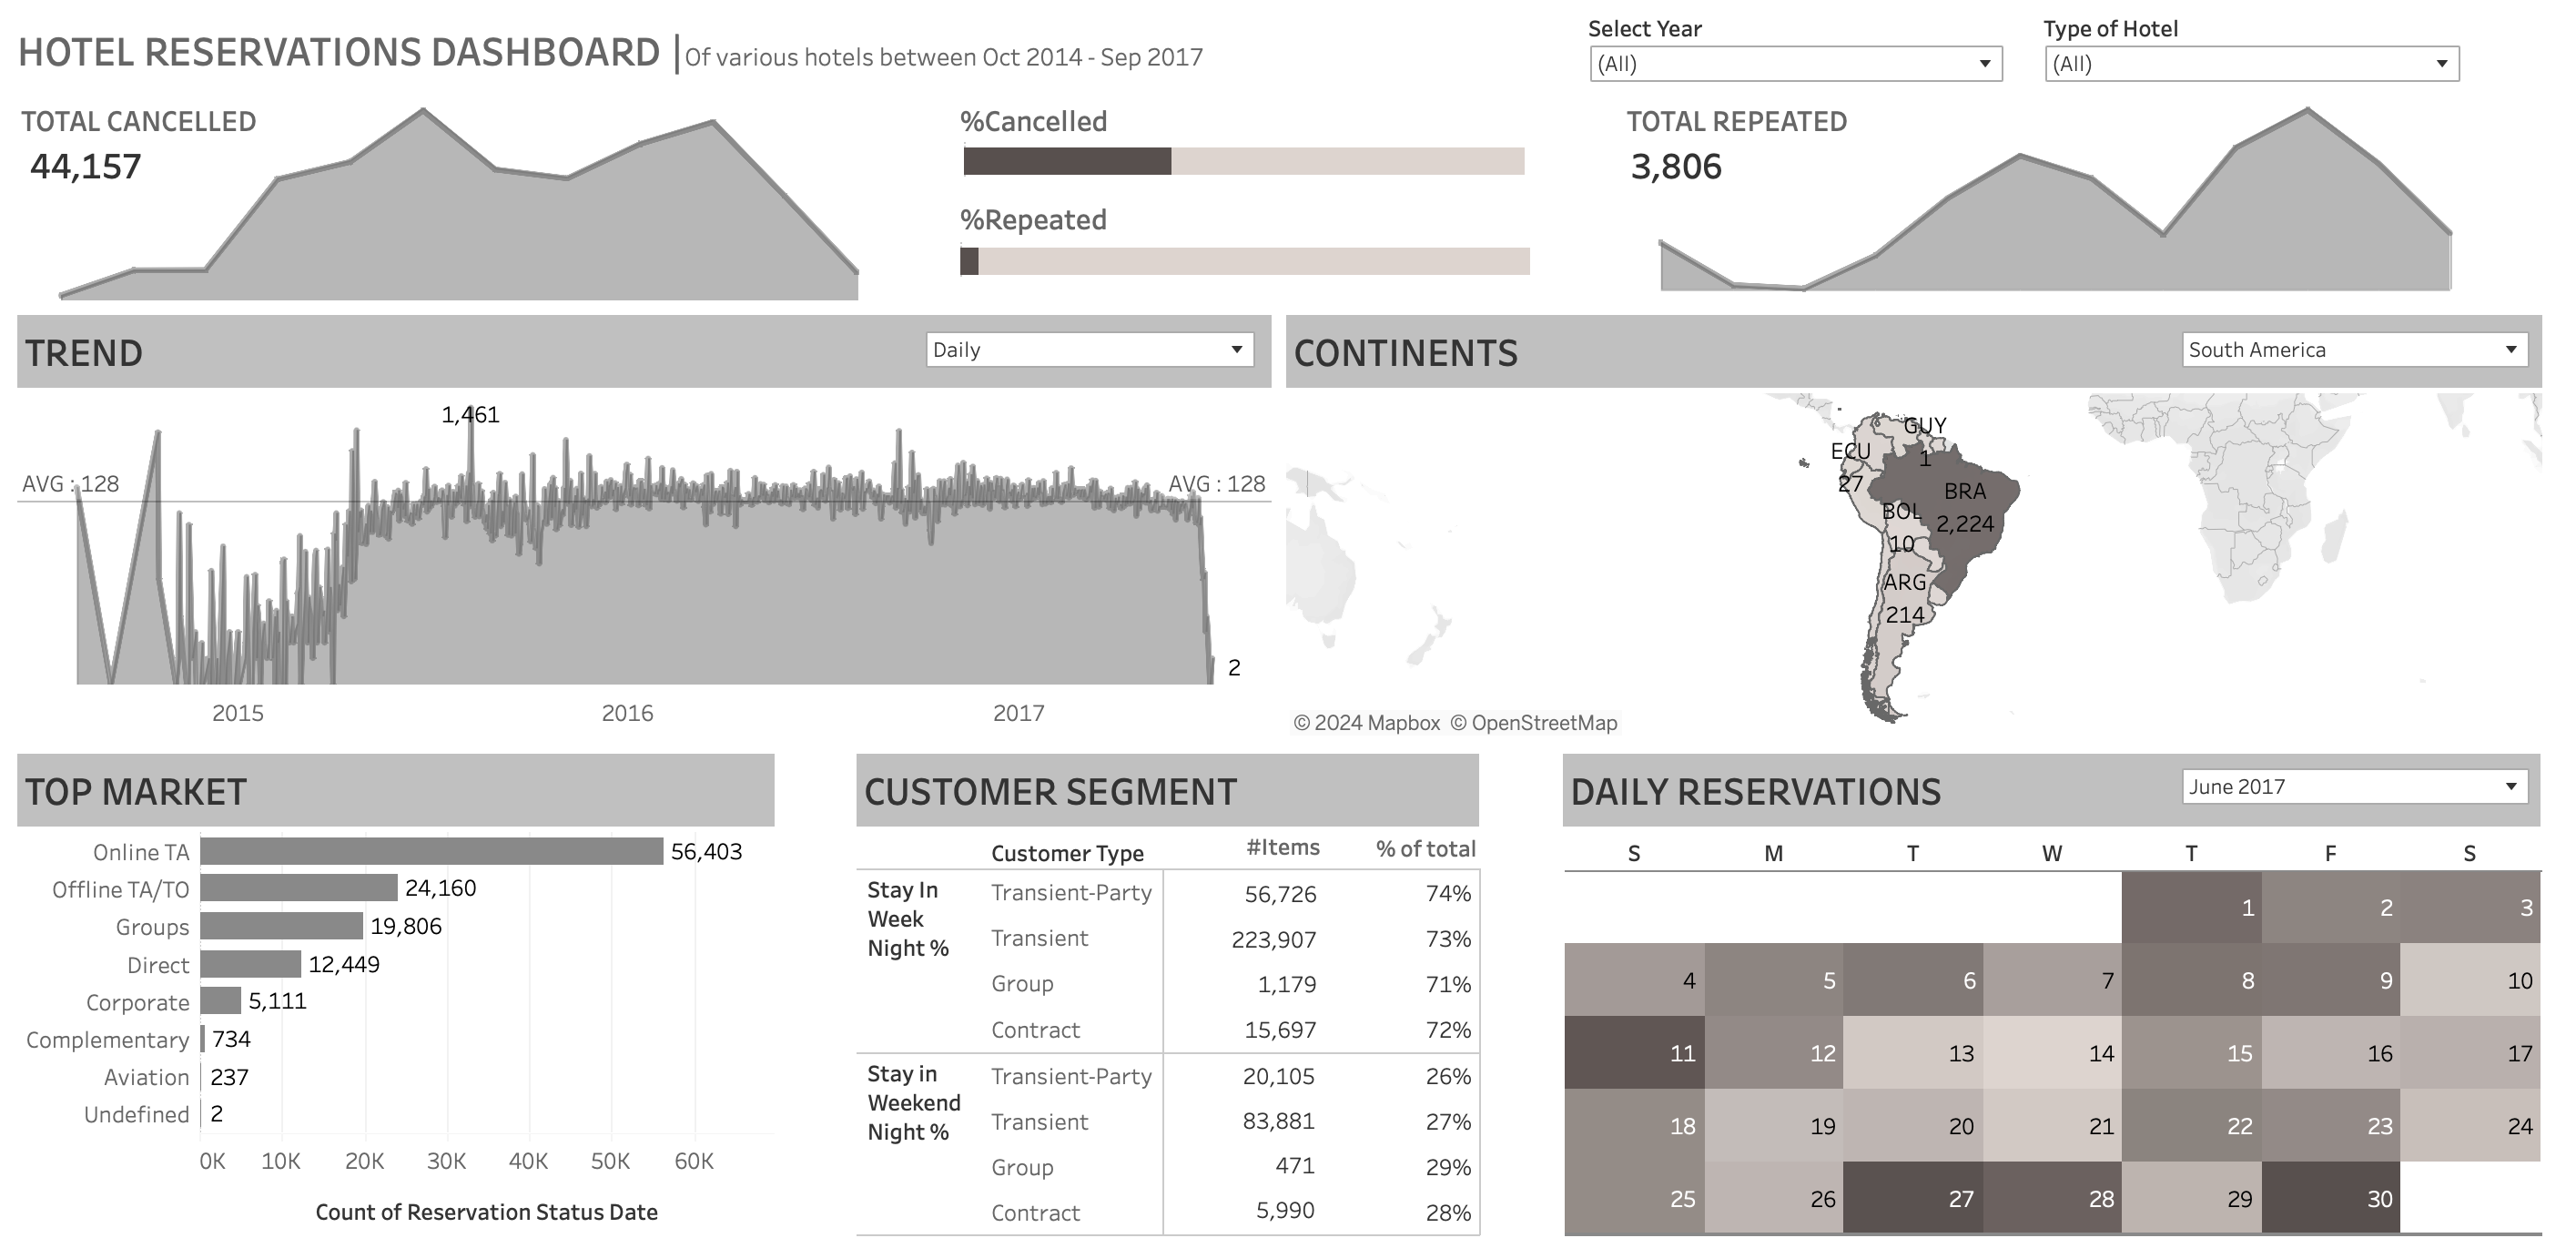 HOTEL RESERVATIONS DASHBOARD | Of various hotels between Oct 2014 - Sep 2017
Select Year
(All)
Type of Hotel
(All)
TOTAL CANCELLED
44,157
%Cancelled
%Repeated
TOTAL REPEATED
3,806
TREND
Daily
1,461
AVG : 128
AVG : 128
2
2015 2016 2017
CONTINENTS
South America
GUY
1
ECU
27
BRA
2,224
BOL
10
ARG
214
© 2024 Mapbox © OpenStreetMap
TOP MARKET
Online TA 56,403
Offline TA/TO 24,160
Groups 19,806
Direct 12,449
Corporate 5,111
Complementary 734
Aviation 237
Undefined 2
0K 10K 20K 30K 40K 50K 60K
Count of Reservation Status Date
CUSTOMER SEGMENT
Customer Type #Items % of total
Stay In
Week
Night %
Transient-Party 56,726 74%
Transient 223,907 73%
Group 1,179 71%
Contract 15,697 72%
Stay in
Weekend
Night %
Transient-Party 20,105 26%
Transient 83,881 27%
Group 471 29%
Contract 5,990 28%
DAILY RESERVATIONS
June 2017
S M T W T F S
1 2 3
4 5 6 7 8 9 10
11 12 13 14 15 16 17
18 19 20 21 22 23 24
25 26 27 28 29 30